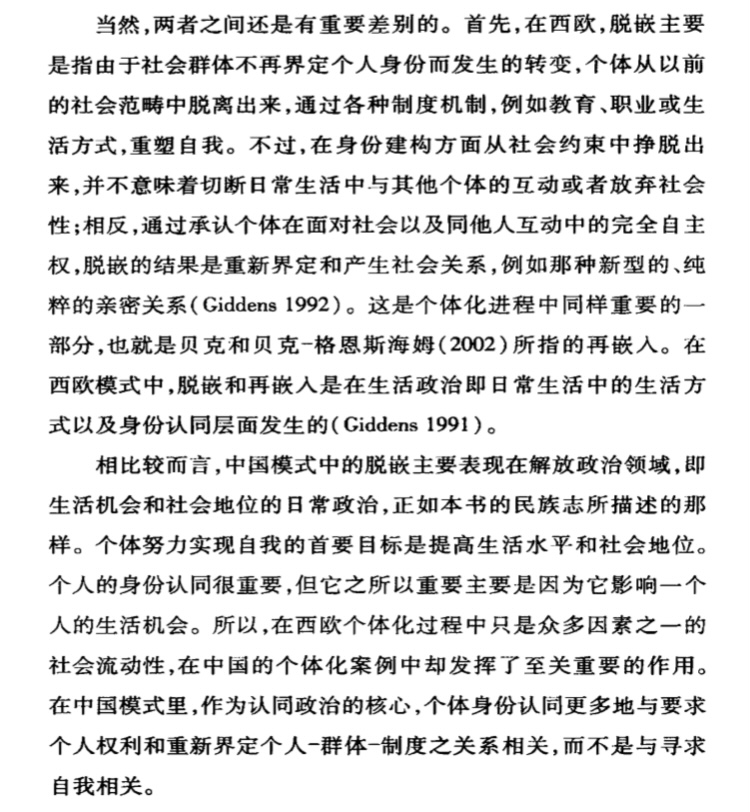 当然,两者之间还是有重要差别的。首先,在西欧,脱嵌主要
是指由于社会群体不再界定个人身份而发生的转变,个体从以前
的社会范畴中脱离出来,通过各种制度机制,例如教育、职业或生
活方式,重塑自我。不过,在身份建构方面从社会约束中挣脱出
来,并不意味着切断日常生活中与其他个体的互动或者放弃社会
性;相反,通过承认个体在面对社会以及同他人互动中的完全自主
权,脱嵌的结果是重新界定和产生社会关系,例如那种新型的、纯
粹的亲密关系(Giddens 1992)。这是个体化进程中同样重要的一
部分,也就是贝克和贝克-格恩斯海姆(2002)所指的再嵌入。在
西欧模式中,脱嵌和再嵌入是在生活政治即日常生活中的生活方
式以及身份认同层面发生的(Giddens 1991)。
相比较而言,中国模式中的脱嵌主要表现在解放政治领域,即
生活机会和社会地位的日常政治,正如本书的民族志所描述的那
样。个体努力实现自我的首要目标是提高生活水平和社会地位。
个人的身份认同很重要,但它之所以重要主要是因为它影响一个
人的生活机会。所以,在西欧个体化过程中只是众多因素之一的
社会流动性,在中国的个体化案例中却发挥了至关重要的作用。
在中国模式里,作为认同政治的核心,个体身份认同更多地与要求
个人权利和重新界定个人-群体-制度之关系相关,而不是与寻求
自我相关。